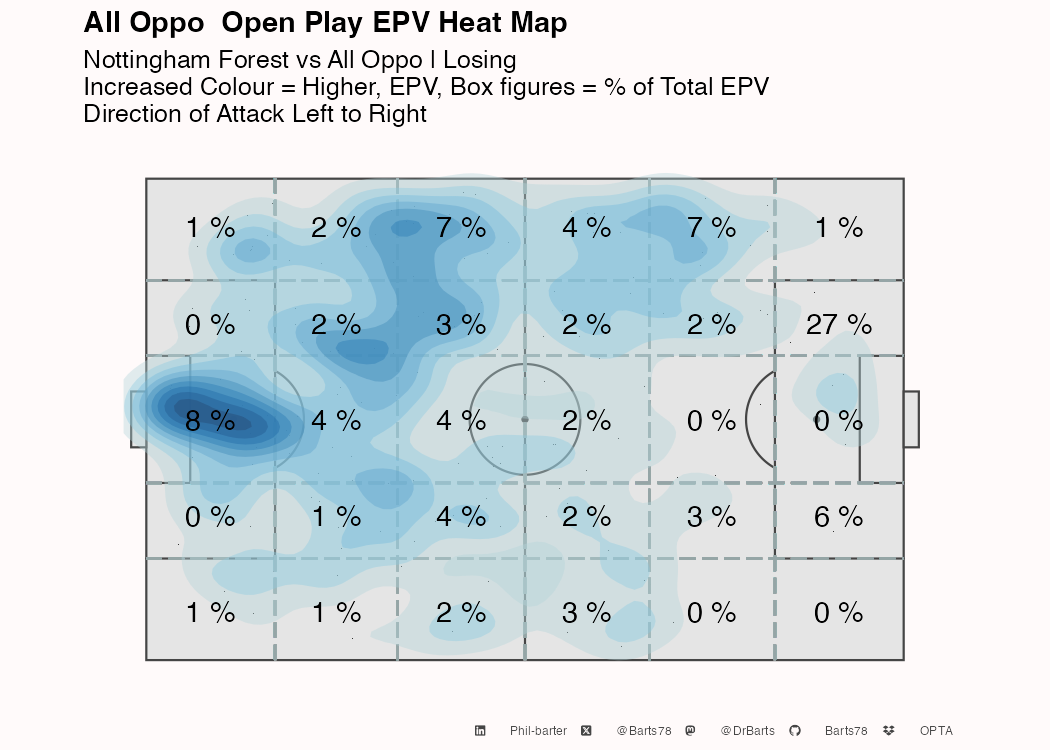 All Oppo  Open Play EPV Heat Map
Nottingham Forest vs All Oppo | Losing
Increased Colour = Higher, EPV, Box figures = % of Total EPV
Direction of Attack Left to Right
1 % 2 % 7 % 4 % 7 % 1 %
0 % 2 % 3 % 2 % 2 % 27 %
8 % 4 % 4 % 2 % 0 % 0 %
0 % 1 % 4 % 2 % 3 % 6 %
1 % 1 % 2 % 3 % 0 % 0 %
Phil-barter @Barts78 @DrBarts Barts78 OPTA